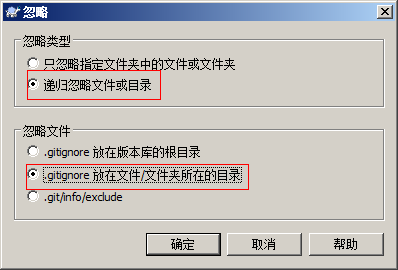 忽略
忽略类型
只忽略指定文件夹中的文件或文件夹
递归忽略文件或目录
忽略文件
.gitignore 放在版本库的根目录
.gitignore 放在文件/文件夹所在的目录
.git/info/exclude
确定 取消 帮助